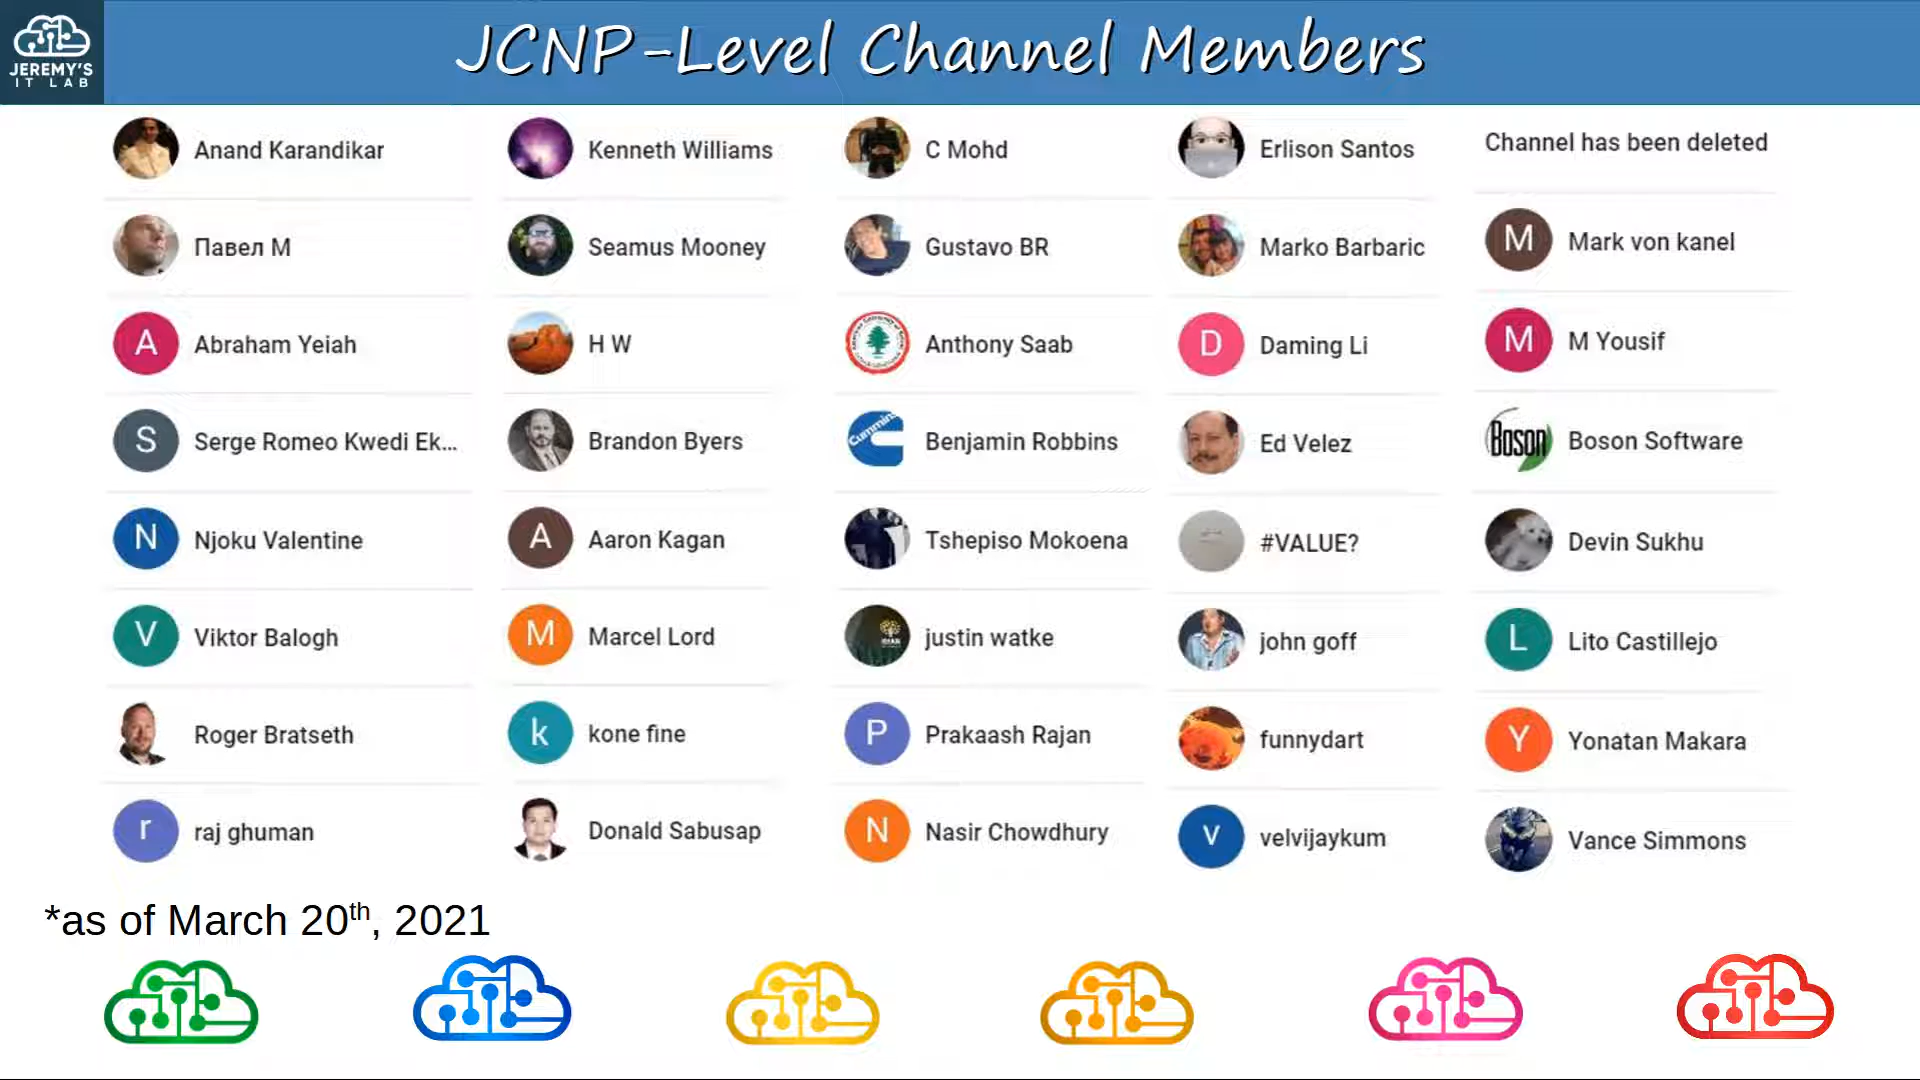 JEREMY'S
IT LAB
JCNP-Level Channel Members
Anand Karandikar
Павел М
A Abraham Yeiah
S Serge Romeo Kwedi Ek...
N Njoku Valentine
V Viktor Balogh
Roger Bratseth
r raj ghuman
Kenneth Williams
Seamus Mooney
H W
Brandon Byers
A Aaron Kagan
M Marcel Lord
k kone fine
Donald Sabusap
C Mohd
Gustavo BR
Anthony Saab
Cummins Benjamin Robbins
Tshepiso Mokoena
justin watke
P Prakaash Rajan
N Nasir Chowdhury
Erlison Santos
Marko Barbaric
D Daming Li
Ed Velez
#VALUE?
john goff
funnydart
v velvijaykum
Channel has been deleted
M Mark von kanel
M M Yousif
BOSON Boson Software
Devin Sukhu
L Lito Castillejo
Y Yonatan Makara
Vance Simmons
*as of March 20th, 2021